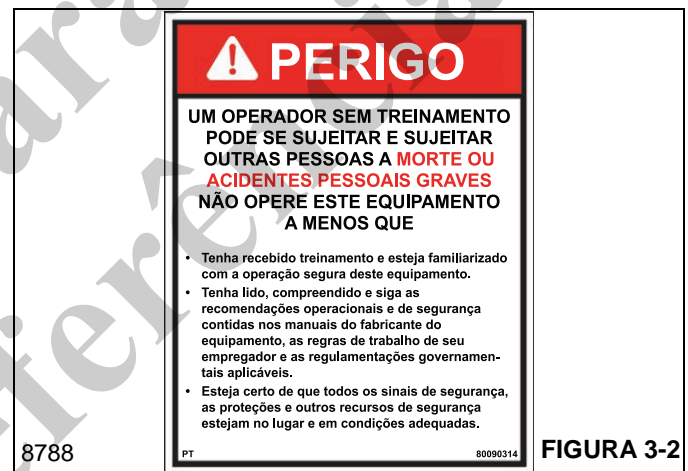 PERIGO
UM OPERADOR SEM TREINAMENTO
PODE SE SUJEITAR E SUJEITAR
OUTRAS PESSOAS A MORTE OU
ACIDENTES PESSOAIS GRAVES
NÃO OPERE ESTE EQUIPAMENTO
A MENOS QUE
• Tenha recebido treinamento e esteja familiarizado
com a operação segura deste equipamento.
• Tenha lido, compreendido e siga as
recomendações operacionais e de segurança
contidas nos manuais do fabricante do
equipamento, as regras de trabalho de seu
empregador e as regulamentações governamen-
tais aplicáveis.
• Esteja certo de que todos os sinais de segurança,
as proteções e outros recursos de segurança
estejam no lugar e em condições adequadas.
PT 80090314
8788 FIGURA 3-2